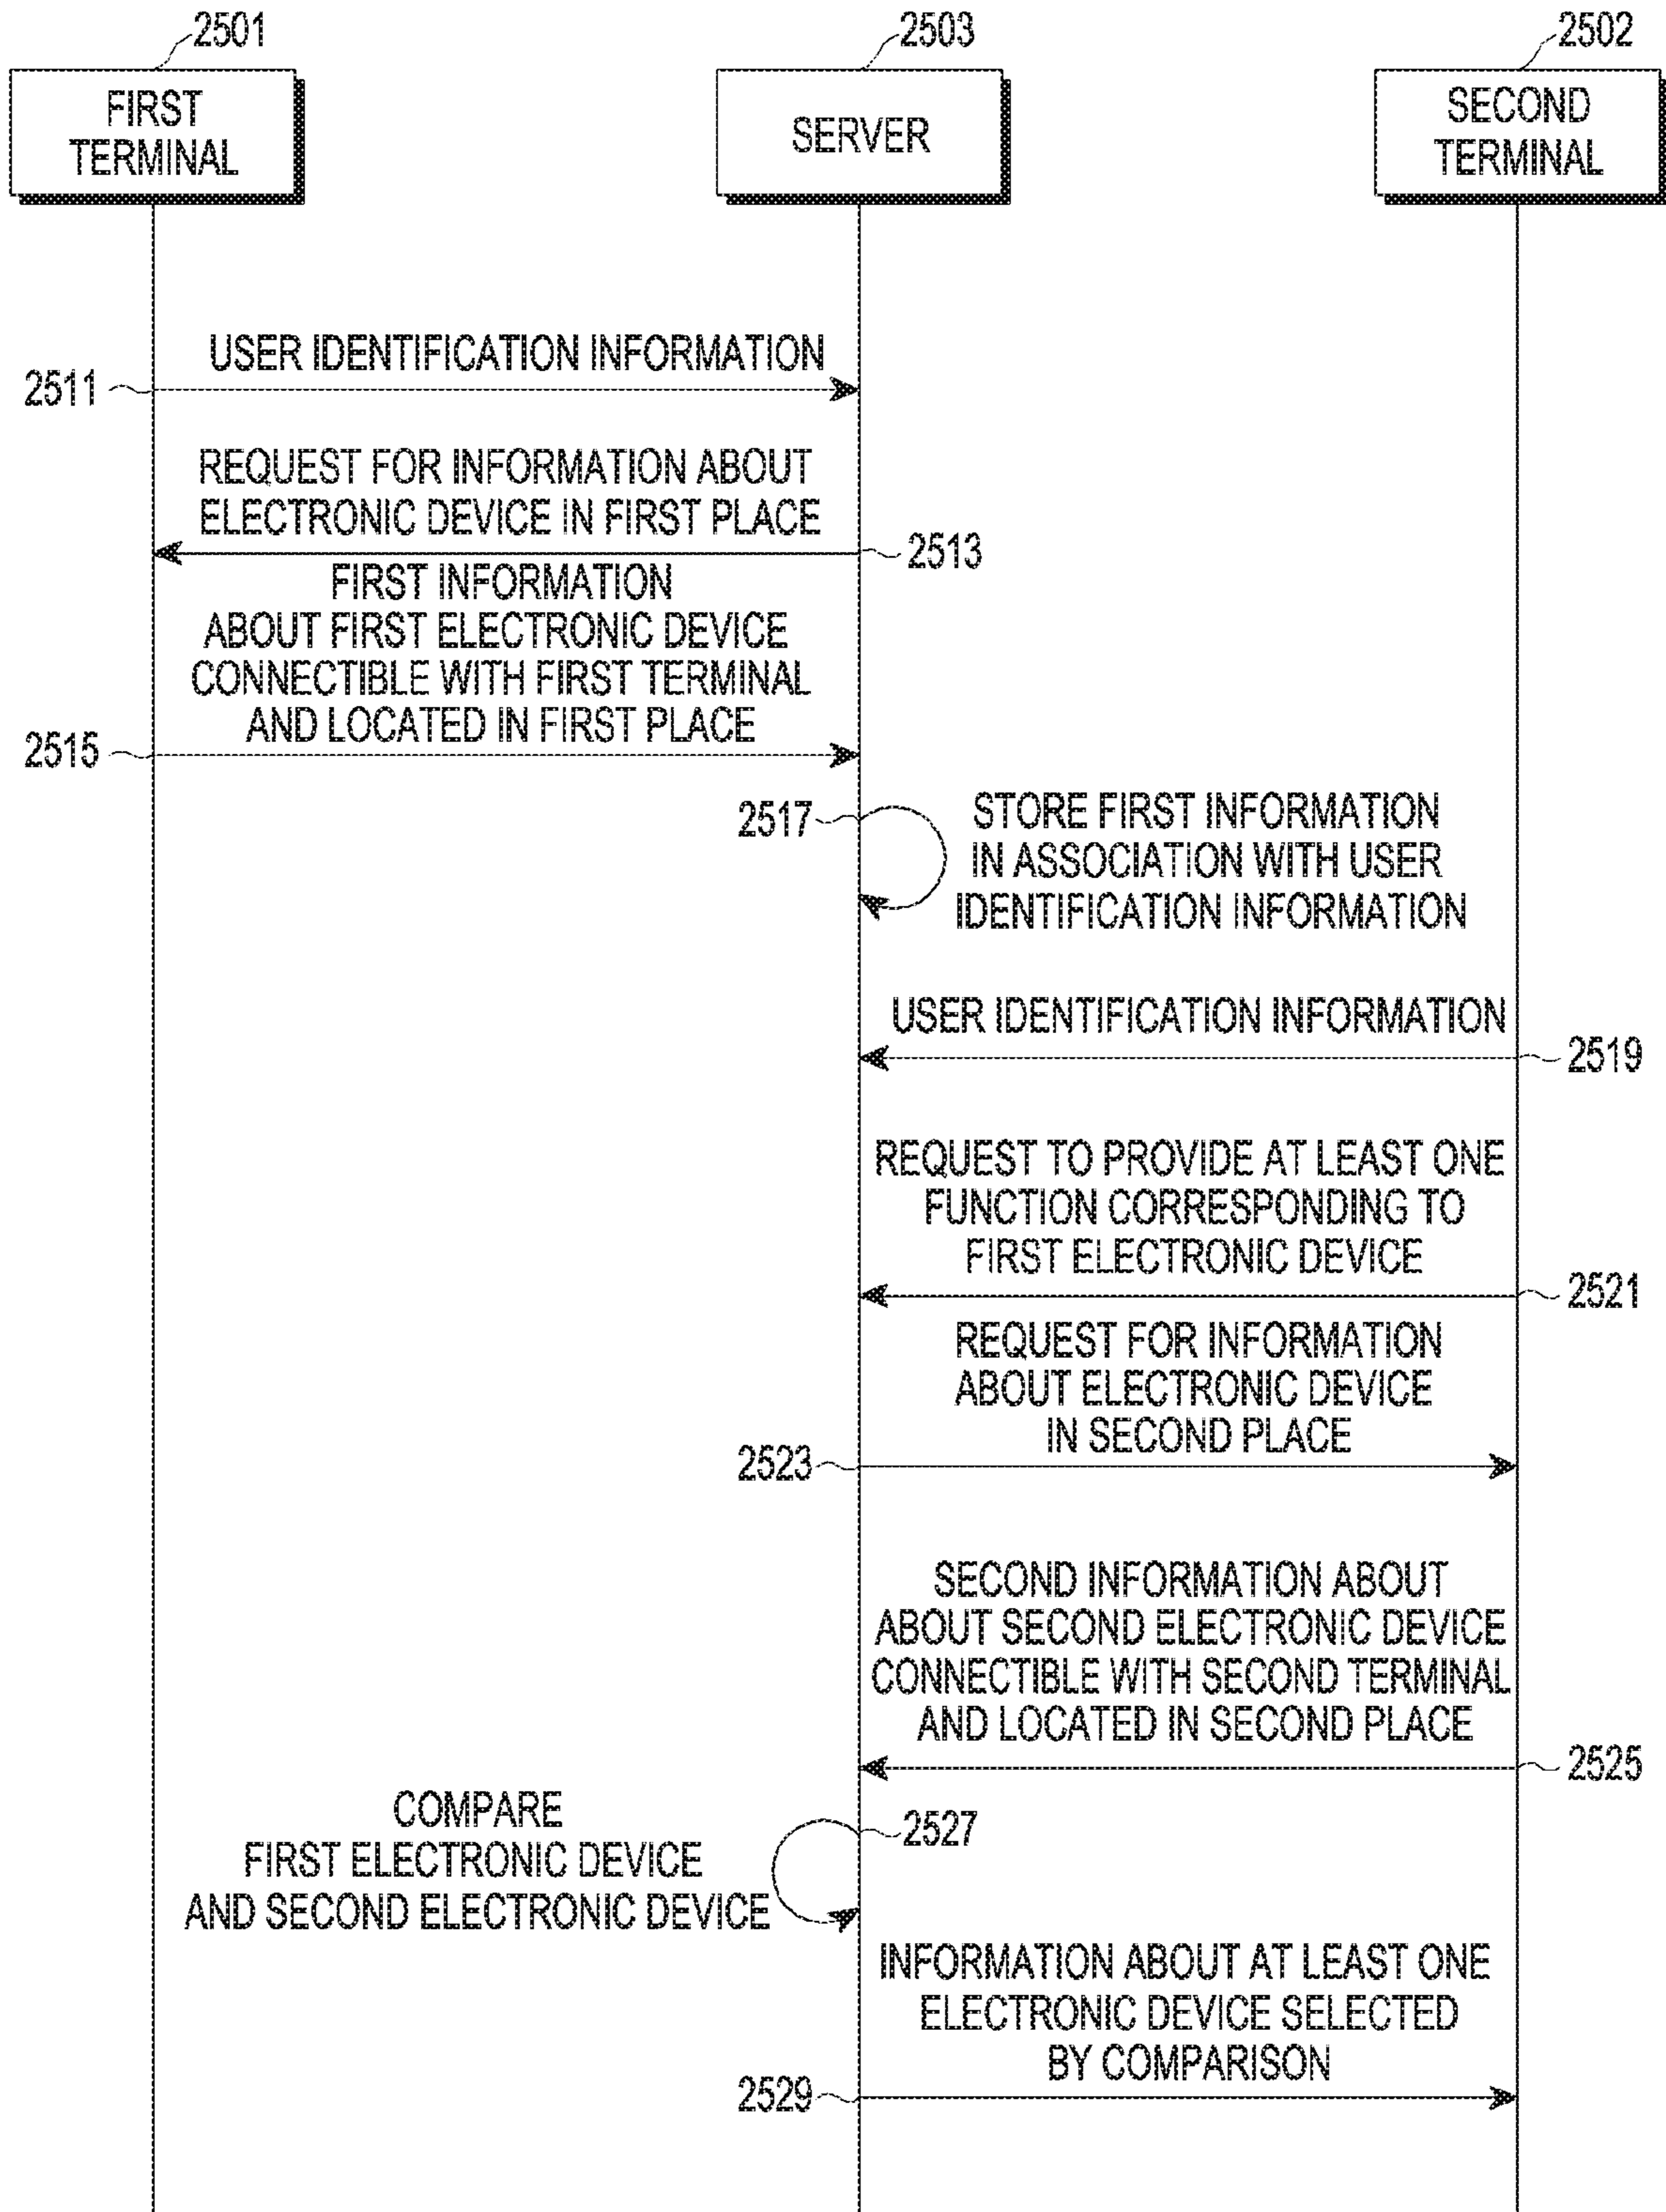 2501
2503
2502
FIRST
TERMINAL
SERVER
SECOND
TERMINAL
USER IDENTIFICATION INFORMATION
2511
REQUEST FOR INFORMATION ABOUT
ELECTRONIC DEVICE IN FIRST PLACE
2513
FIRST INFORMATION
ABOUT FIRST ELECTRONIC DEVICE
CONNECTIBLE WITH FIRST TERMINAL
AND LOCATED IN FIRST PLACE
2515
2517
STORE FIRST INFORMATION
IN ASSOCIATION WITH USER
IDENTIFICATION INFORMATION
USER IDENTIFICATION INFORMATION
2519
REQUEST TO PROVIDE AT LEAST ONE
FUNCTION CORRESPONDING TO
FIRST ELECTRONIC DEVICE
2521
REQUEST FOR INFORMATION
ABOUT ELECTRONIC DEVICE
IN SECOND PLACE
2523
SECOND INFORMATION ABOUT
ABOUT SECOND ELECTRONIC DEVICE
CONNECTIBLE WITH SECOND TERMINAL
AND LOCATED IN SECOND PLACE
2525
COMPARE
FIRST ELECTRONIC DEVICE
AND SECOND ELECTRONIC DEVICE
2527
INFORMATION ABOUT AT LEAST ONE
ELECTRONIC DEVICE SELECTED
BY COMPARISON
2529